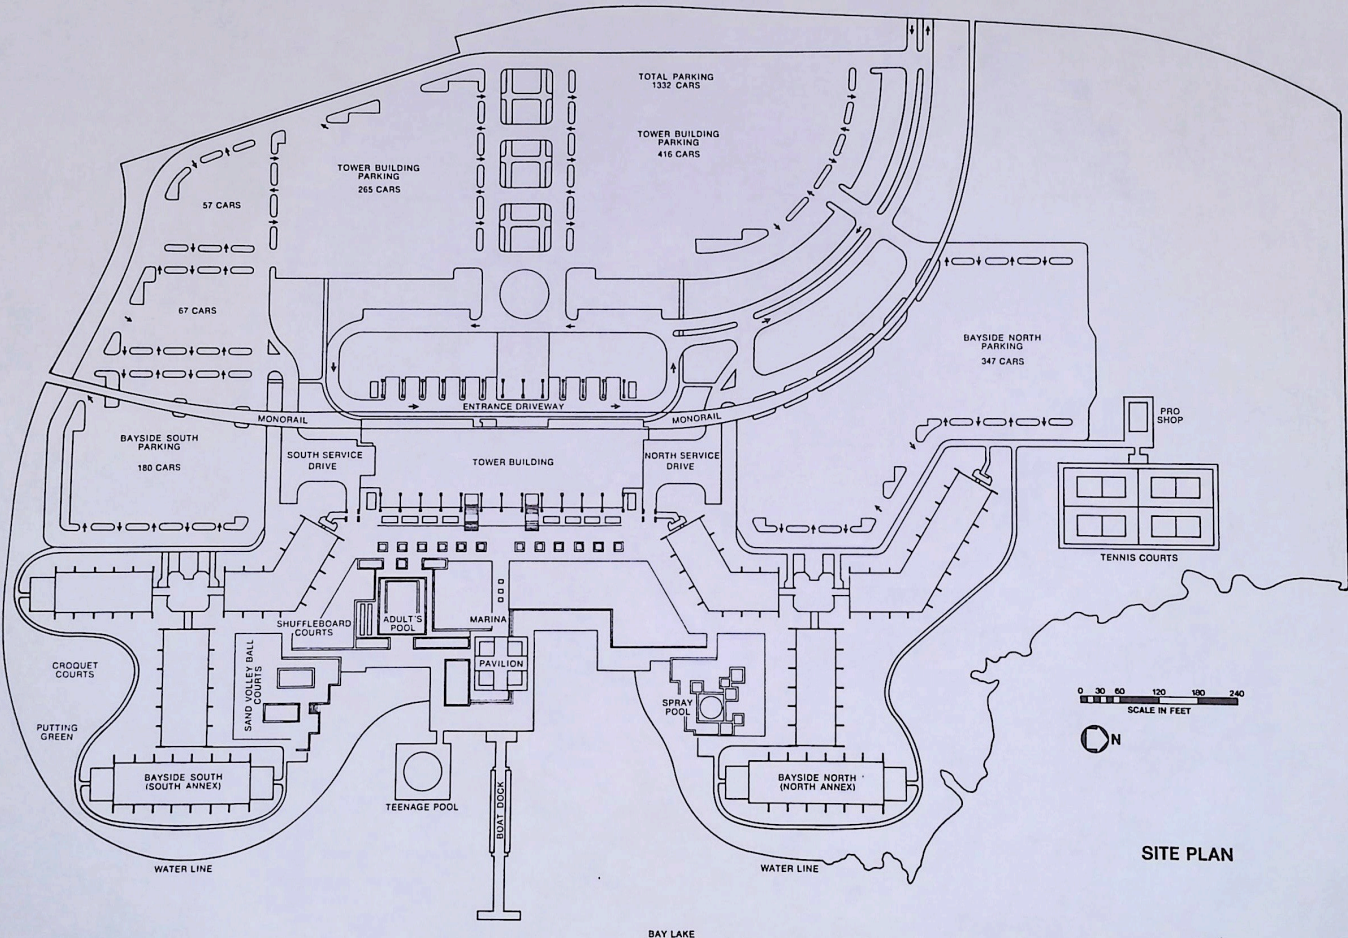 TOTAL PARKING
1332 CARS
TOWER BUILDING
PARKING
416 CARS
TOWER BUILDING
PARKING
265 CARS
57 CARS
67 CARS
BAYSIDE NORTH
PARKING
347 CARS
ENTRANCE DRIVEWAY
MONORAIL
MONORAIL
PRO
SHOP
BAYSIDE SOUTH
PARKING
180 CARS
SOUTH SERVICE
DRIVE
TOWER BUILDING
NORTH SERVICE
DRIVE
TENNIS COURTS
SHUFFLEBOARD
COURTS
ADULT'S
POOL
MARINA
CROQUET
COURTS
SAND VOLLEY BALL
COURTS
PAVILION
SPRAY
POOL
0 30 60 120 180 240
SCALE IN FEET
N
PUTTING
GREEN
BAYSIDE SOUTH
(SOUTH ANNEX)
TEENAGE POOL
BOAT DOCK
BAYSIDE NORTH
(NORTH ANNEX)
WATER LINE
WATER LINE
SITE PLAN
BAY LAKE